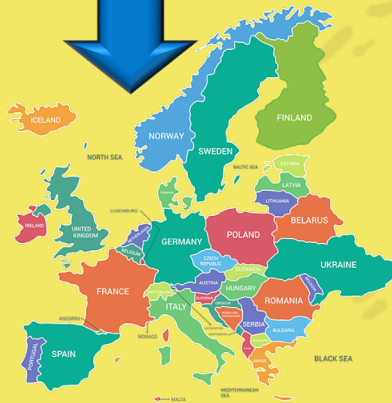 ICELAND
NORWAY
SWEDEN
FINLAND
NORTH SEA
BALTIC SEA
ESTONIA
LATVIA
LITHUANIA
IRELAND
UNITED
KINGDOM
LUXEMBURG
BELGIUM
GERMANY
POLAND
BELARUS
UKRAINE
CZECH
REPUBLIC
SLOVAKIA
AUSTRIA
HUNGARY
FRANCE
ITALY
CROATIA
ROMANIA
SERBIA
BULGARIA
ANDORRA
MONACO
PORTUGAL
SPAIN
BLACK SEA
GREECE
MEDITERRANEAN
SEA
MALTA